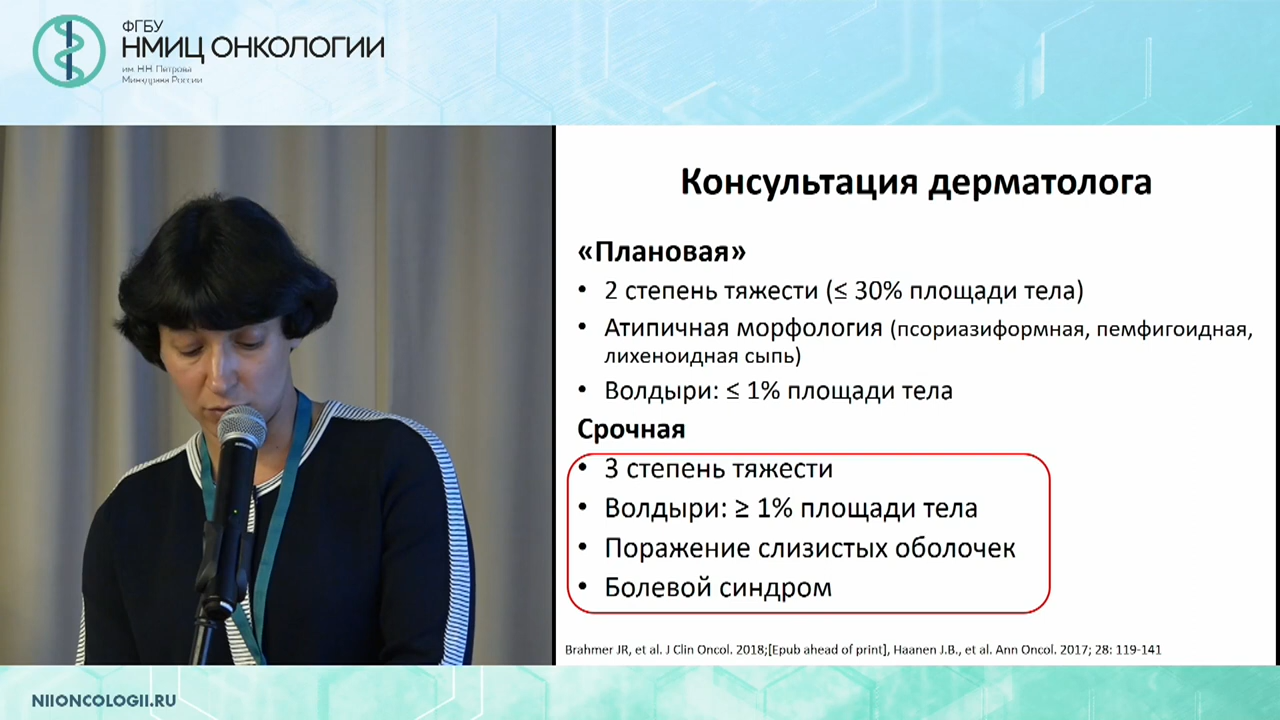 ФГБУ
НМИЦ ОНКОЛОГИИ
им. Н.Н. Петрова
Минздрава России
Консультация дерматолога
«Плановая»
• 2 степень тяжести (≤ 30% площади тела)
• Атипичная морфология (псориазиформная, пемфигоидная,
лихеноидная сыпь)
• Волдыри: ≤ 1% площади тела
Срочная
• 3 степень тяжести
• Волдыри: ≥ 1% площади тела
• Поражение слизистых оболочек
• Болевой синдром
Brahmer JR, et al. J Clin Oncol. 2018;[Epub ahead of print], Haanen J.B., et al. Ann Oncol. 2017; 28: 119-141
NIIONCOLOGII.RU